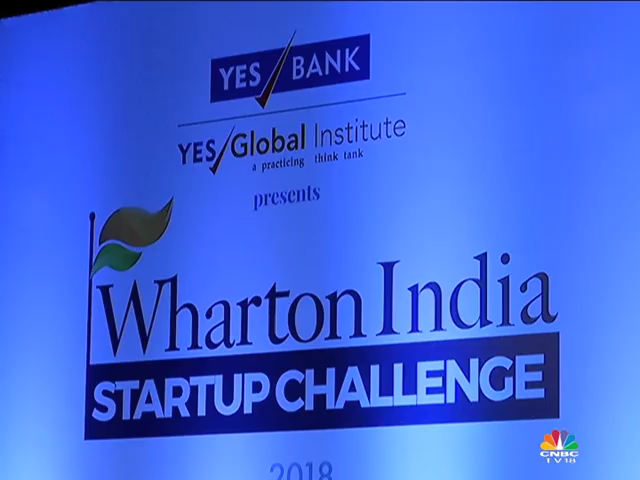 YES BANK
YES Global Institute
a practicing think tank
presents
Wharton India
STARTUP CHALLENGE
2018
CNBC
TV18